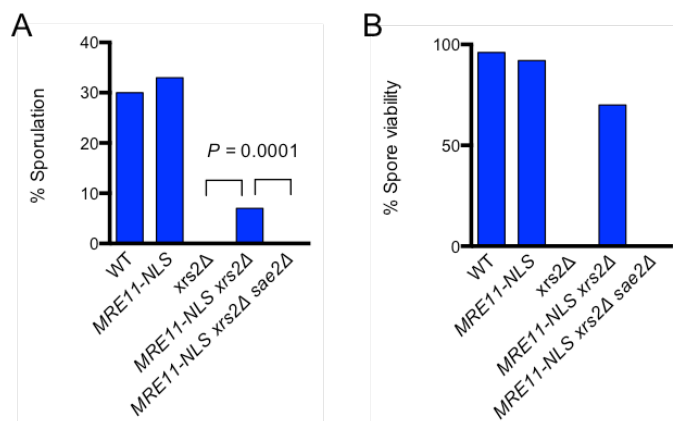 A
% Sporulation
40
30
20
10
0
P = 0.0001
WT
MRE11-NLS
xrs2Δ
MRE11-NLS xrs2Δ
MRE11-NLS xrs2Δ sae2Δ
B
% Spore viability
100
50
0
WT
MRE11-NLS
xrs2Δ
MRE11-NLS xrs2Δ
MRE11-NLS xrs2Δ sae2Δ